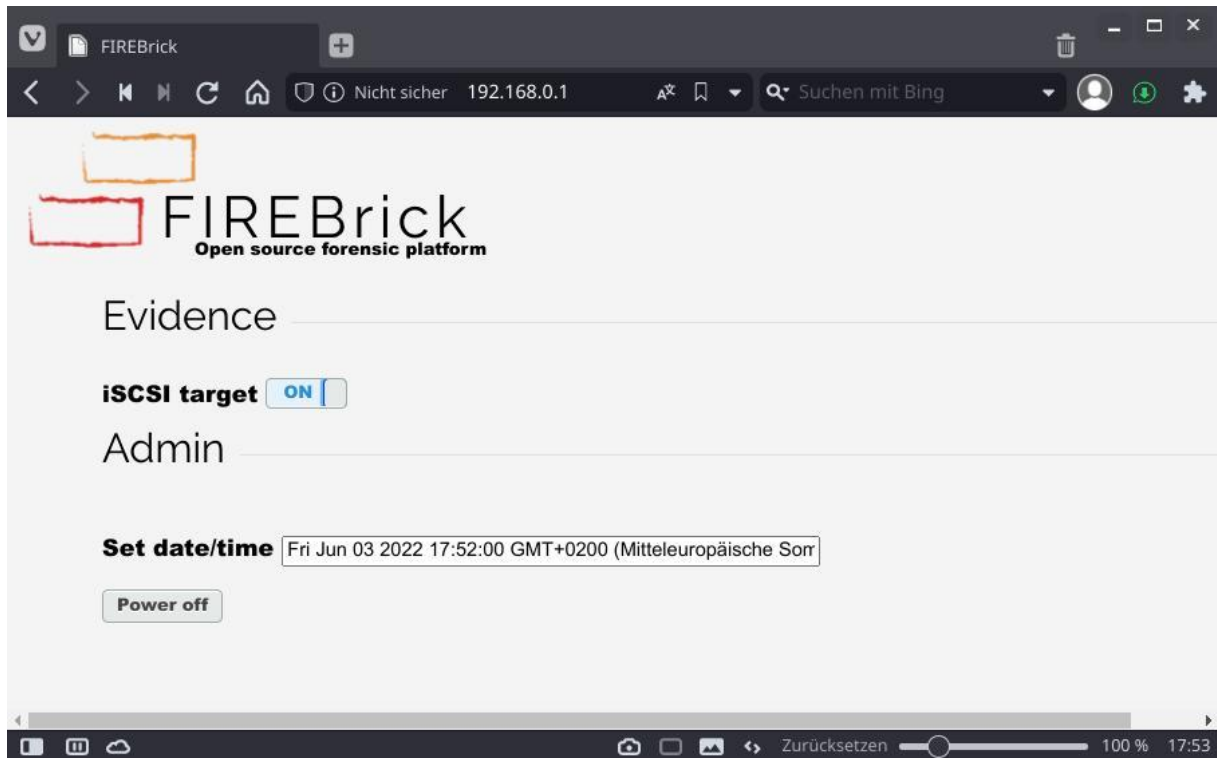 FIREBrick
Nicht sicher 192.168.0.1 Suchen mit Bing
FIREBrick
Open source forensic platform
Evidence
iSCSI target ON
Admin
Set date/time Fri Jun 03 2022 17:52:00 GMT+0200 (Mitteleuropäische Som
Power off
Zurücksetzen 100 % 17:53